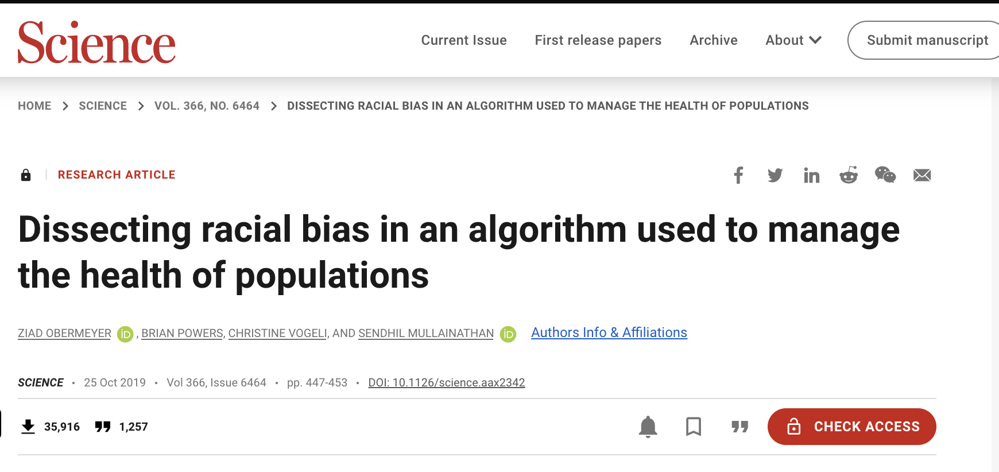 Science
Current Issue First release papers Archive About Submit manuscript
HOME SCIENCE VOL. 366, NO. 6464 DISSECTING RACIAL BIAS IN AN ALGORITHM USED TO MANAGE THE HEALTH OF POPULATIONS
RESEARCH ARTICLE
Dissecting racial bias in an algorithm used to manage
the health of populations
ZIAD OBERMEYER iD , BRIAN POWERS, CHRISTINE VOGELI, AND SENDHIL MULLAINATHAN iD Authors Info & Affiliations
SCIENCE • 25 Oct 2019 • Vol 366, Issue 6464 • pp. 447-453 • DOI: 10.1126/science.aax2342
35,916 1,257 CHECK ACCESS